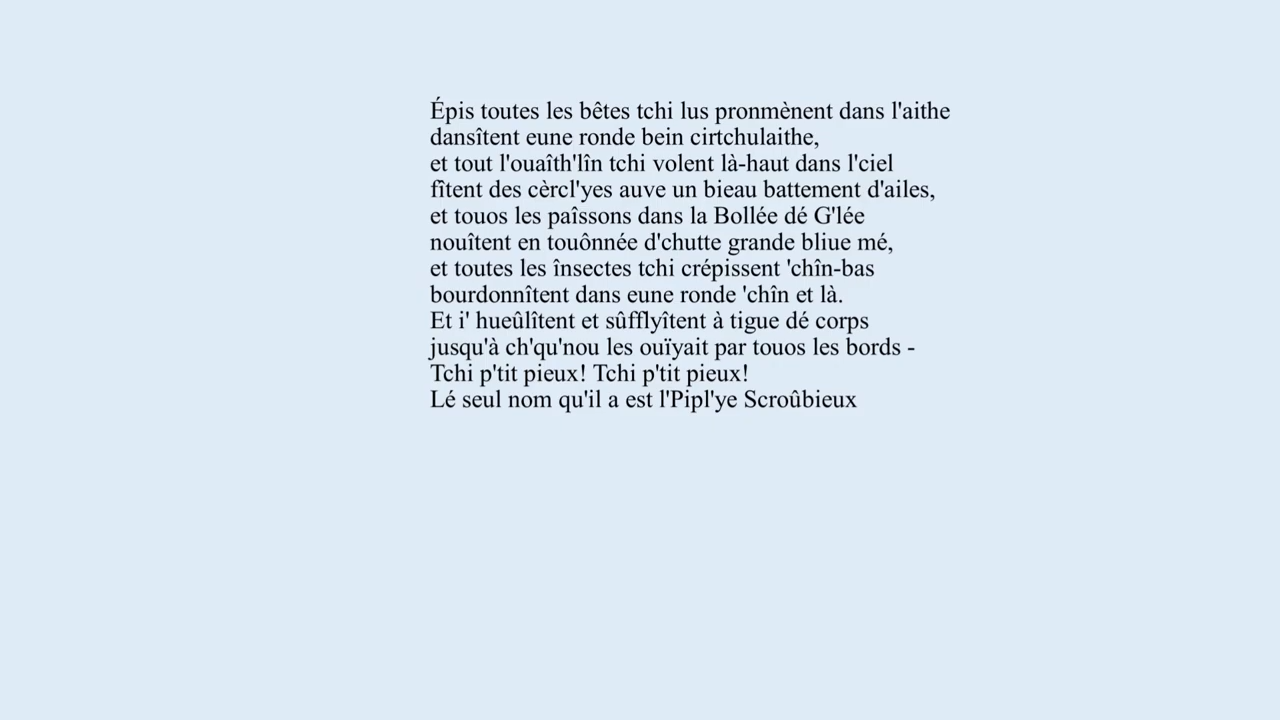 Épis toutes les bêtes tchi lus pronmènent dans l'aithe
dansîtent eune ronde bein cirtchulaithe,
et tout l'ouaîth'lîn tchi volent là-haut dans l'ciel
fîtent des cèrcl'yes auve un bieau battement d'ailes,
et touos les paîssons dans la Bollée dé G'lée
nouîtent en touônnée d'chutte grande bliue mé,
et toutes les însectes tchi crépissent 'chîn-bas
bourdonnîtent dans eune ronde 'chîn et là.
Et i' hueûlîtent et sûfflyîtent à tigue dé corps
jusqu'à ch'qu'nou les ouïyait par touos les bords -
Tchi p'tit pieux! Tchi p'tit pieux!
Lé seul nom qu'il a est l'Pipl'ye Scroûbieux